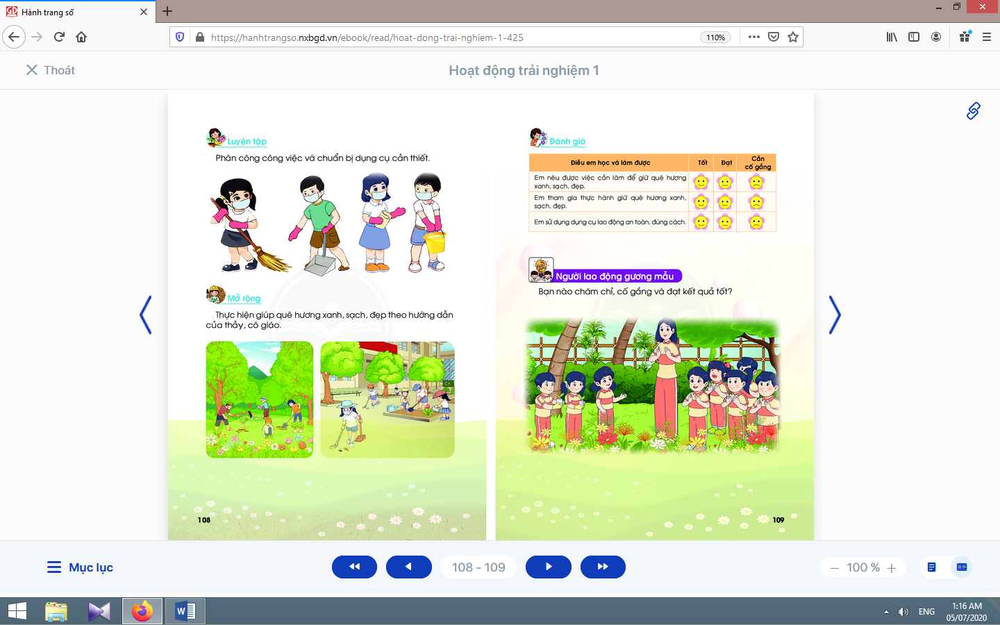 Hành trang số
https://hanhtrangso.nxbgd.vn/ebook/read/hoat-dong-trai-nghiem-1-425
110%
Thoát
Hoạt động trải nghiệm 1
Luyện tập
Phân công công việc và chuẩn bị dụng cụ cần thiết.
Mở rộng
Thực hiện giúp quê hương xanh, sạch, đẹp theo hướng dẫn
của thầy, cô giáo.
108
Đánh giá
Điều em học và làm được
Tốt
Đạt
Cần
cố gắng
Em nêu được việc cần làm để giữ quê hương
xanh, sạch, đẹp.
Em tham gia thực hành giữ quê hương xanh,
sạch, đẹp.
Em sử dụng dụng cụ lao động an toàn, đúng cách.
Người lao động gương mẫu
Bạn nào chăm chỉ, cố gắng và đạt kết quả tốt?
109
Mục lục
108 - 109
100 %
ENG
1:16 AM
05/07/2020